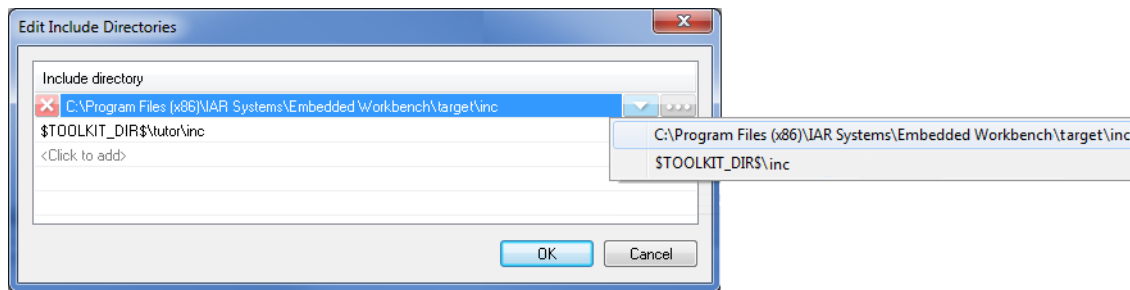 Edit Include Directories
Include directory
C:\Program Files (x86)\IAR Systems\Embedded Workbench\target\inc
$TOOLKIT_DIR$\tutor\inc
<Click to add>
C:\Program Files (x86)\IAR Systems\Embedded Workbench\target\inc
$TOOLKIT_DIR$\inc
OK Cancel